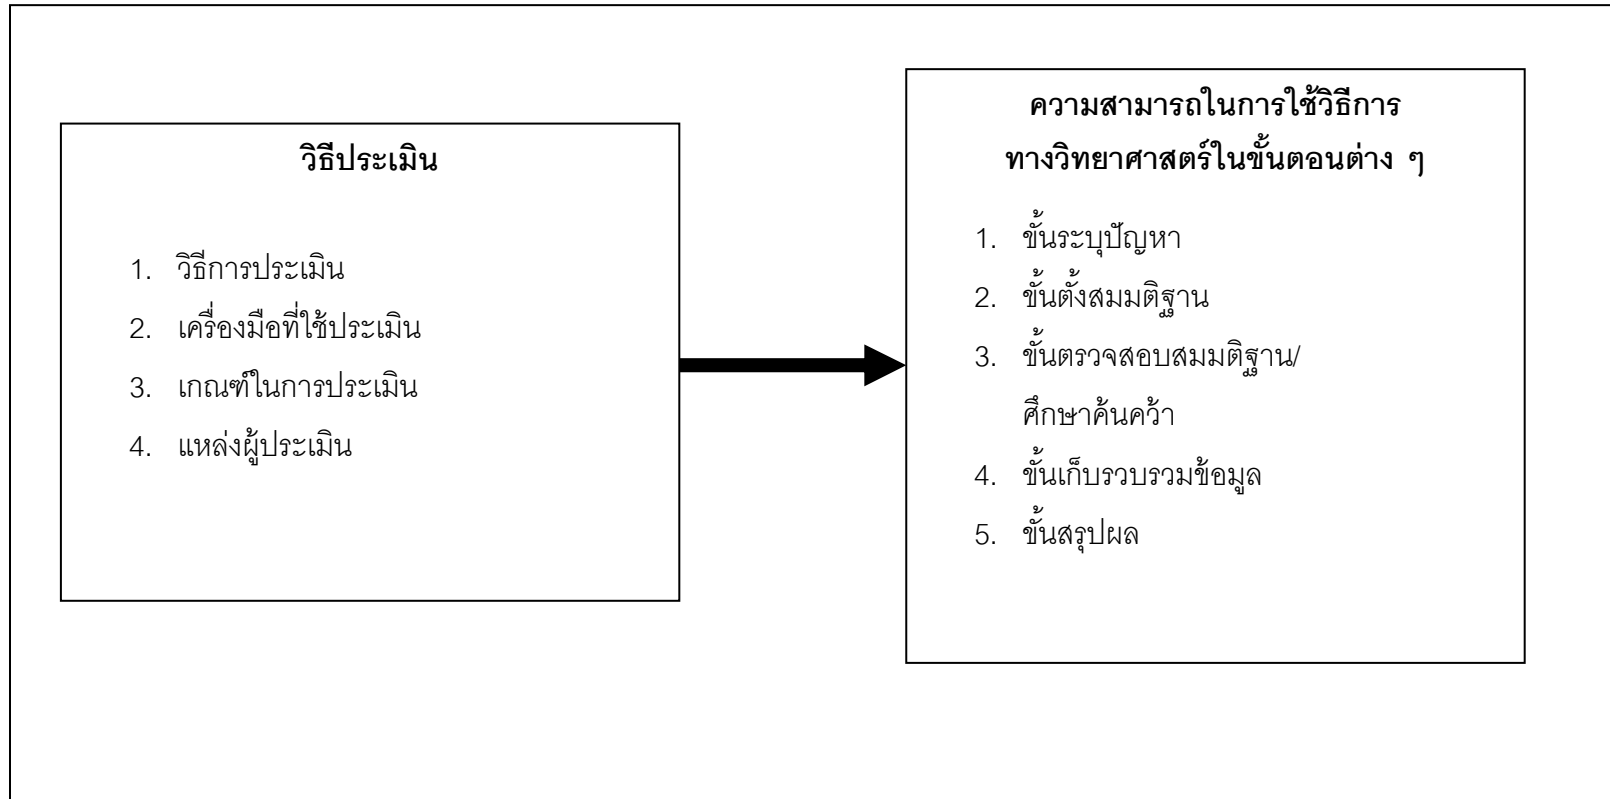 วิธีประเมิน
1. วิธีการประเมิน
2. เครื่องมือที่ใช้ประเมิน
3. เกณฑ์ในการประเมิน
4. แหล่งผู้ประเมิน
ความสามารถในการใช้วิธีการ
ทางวิทยาศาสตร์ในขั้นตอนต่าง ๆ
1. ขั้นระบุปัญหา
2. ขั้นตั้งสมมติฐาน
3. ขั้นตรวจสอบสมมติฐาน/
ศึกษาค้นคว้า
4. ขั้นเก็บรวบรวมข้อมูล
5. ขั้นสรุปผล